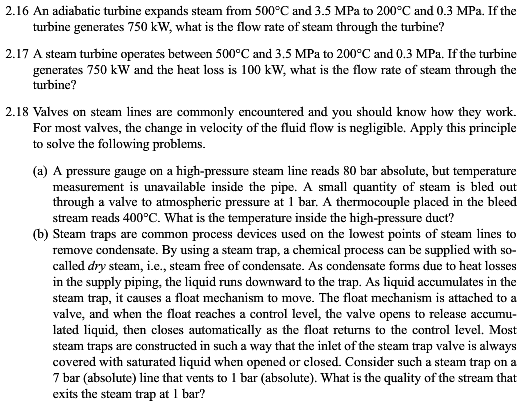 2.16 An adiabatic turbine expands steam from 500°C and 3.5 MPa to 200°C and 0.3 MPa. If the
turbine generates 750 kW, what is the flow rate of steam through the turbine?
2.17 A steam turbine operates between 500°C and 3.5 MPa to 200°C and 0.3 MPa. If the turbine
generates 750 kW and the heat loss is 100 kW, what is the flow rate of steam through the
turbine?
2.18 Valves on steam lines are commonly encountered and you should know how they work.
For most valves, the change in velocity of the fluid flow is negligible. Apply this principle
to solve the following problems.
(a) A pressure gauge on a high-pressure steam line reads 80 bar absolute, but temperature
measurement is unavailable inside the pipe. A small quantity of steam is bled out
through a valve to atmospheric pressure at 1 bar. A thermocouple placed in the bleed
stream reads 400°C. What is the temperature inside the high-pressure duct?
(b) Steam traps are common process devices used on the lowest points of steam lines to
remove condensate. By using a steam trap, a chemical process can be supplied with so-
called dry steam, i.e., steam free of condensate. As condensate forms due to heat losses
in the supply piping, the liquid runs downward to the trap. As liquid accumulates in the
steam trap, it causes a float mechanism to move. The float mechanism is attached to a
valve, and when the float reaches a control level, the valve opens to release accumu-
lated liquid, then closes automatically as the float returns to the control level. Most
steam traps are constructed in such a way that the inlet of the steam trap valve is always
covered with saturated liquid when opened or closed. Consider such a steam trap on a
7 bar (absolute) line that vents to 1 bar (absolute). What is the quality of the stream that
exits the steam trap at 1 bar?